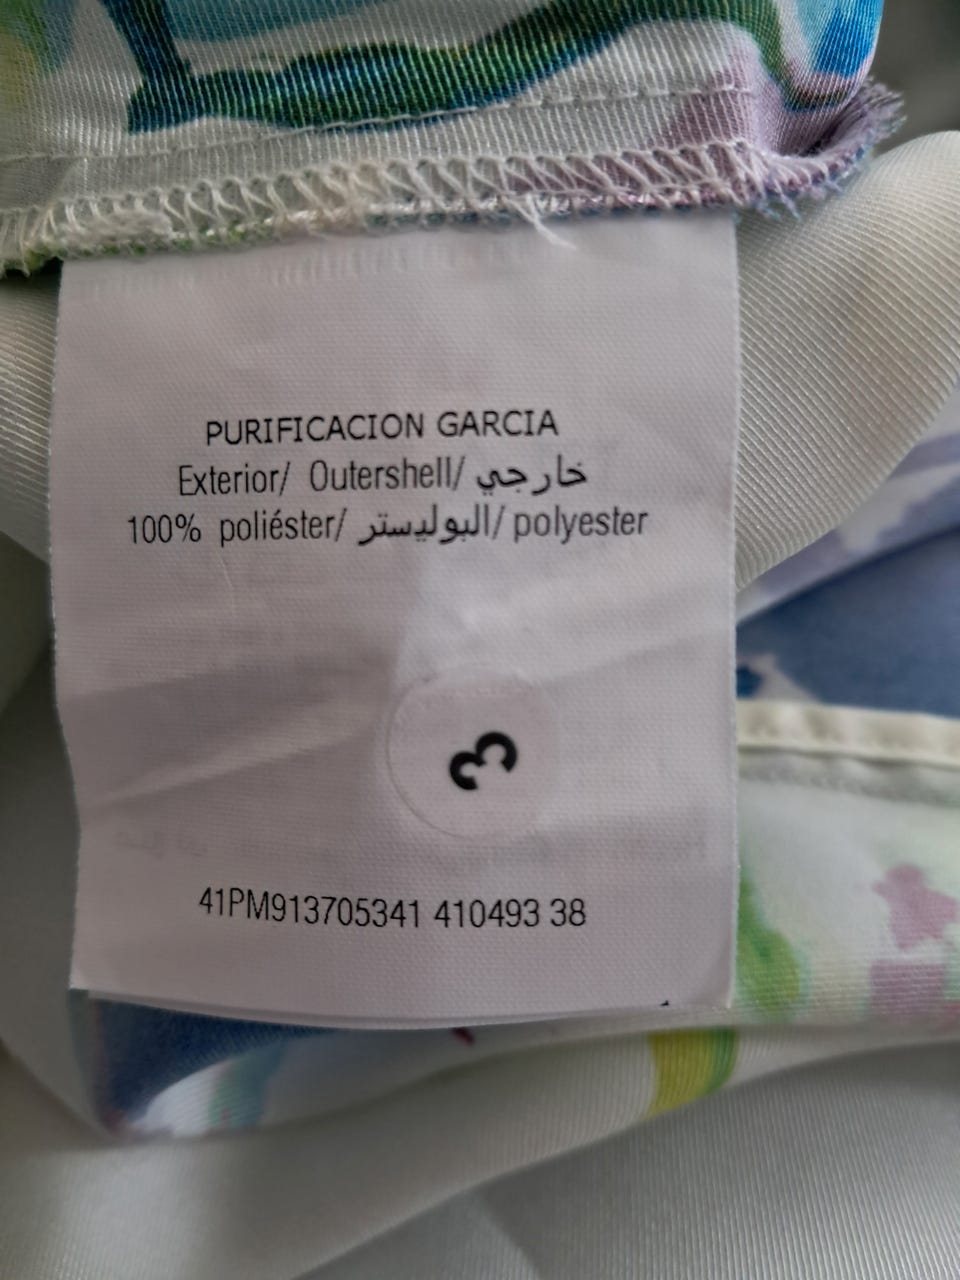 PURIFICACION GARCIA
Exterior/ Outershell/ خارجي
100% poliéster/ البوليستر/ polyester
3
41PM913705341 410493 38